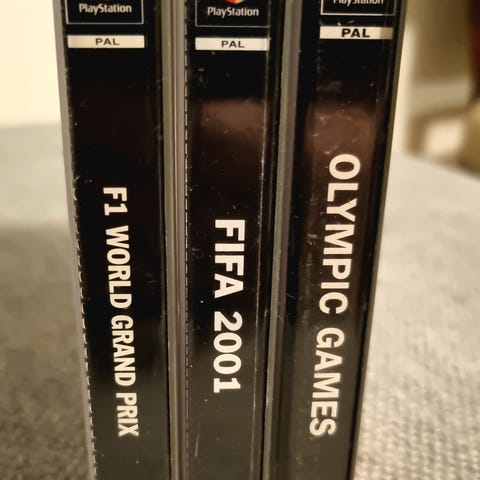 PlayStation
PAL
F1 WORLD GRAND PRIX
PlayStation
PAL
FIFA 2001
PlayStation
PAL
OLYMPIC GAMES